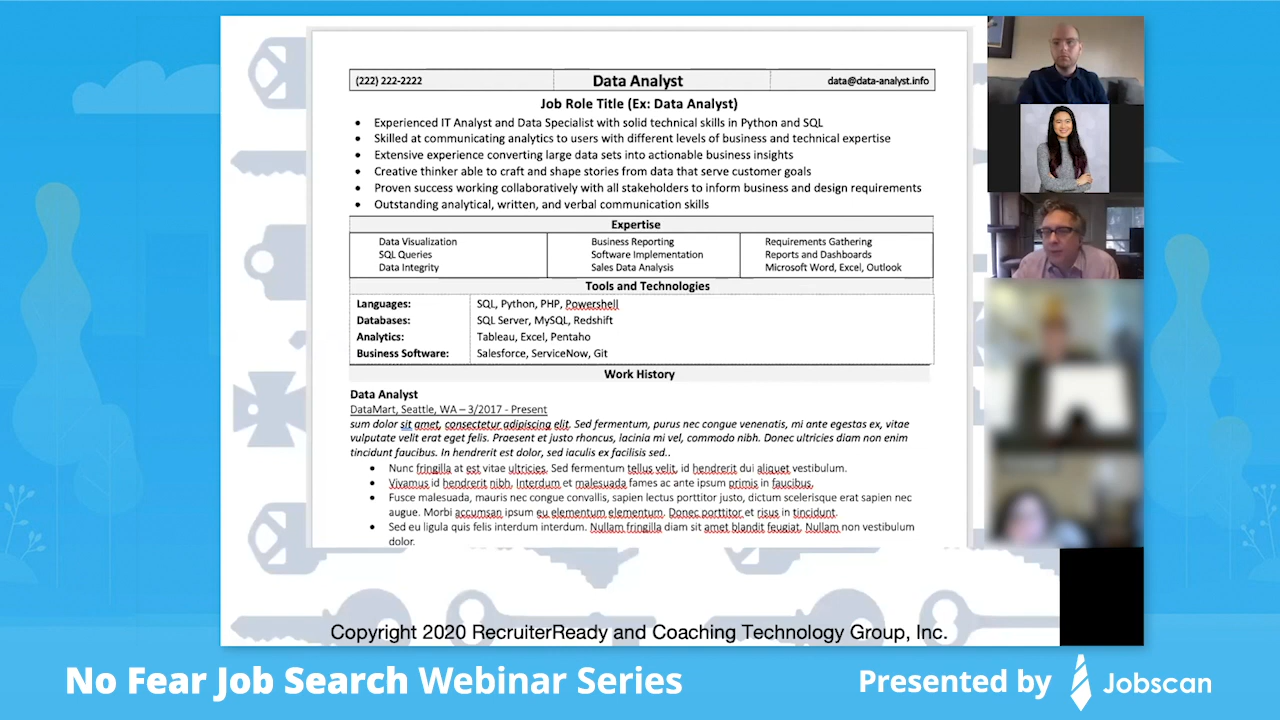 (222) 222-2222
Data Analyst
data@data-analyst.info
Job Role Title (Ex: Data Analyst)
• Experienced IT Analyst and Data Specialist with solid technical skills in Python and SQL
• Skilled at communicating analytics to users with different levels of business and technical expertise
• Extensive experience converting large data sets into actionable business insights
• Creative thinker able to craft and shape stories from data that serve customer goals
• Proven success working collaboratively with all stakeholders to inform business and design requirements
• Outstanding analytical, written, and verbal communication skills
Expertise
Data Visualization Business Reporting Requirements Gathering
SQL Queries Software Implementation Reports and Dashboards
Data Integrity Sales Data Analysis Microsoft Word, Excel, Outlook
Tools and Technologies
Languages: SQL, Python, PHP, Powershell
Databases: SQL Server, MySQL, Redshift
Analytics: Tableau, Excel, Pentaho
Business Software: Salesforce, ServiceNow, Git
Work History
Data Analyst
DataMart, Seattle, WA – 3/2017 - Present
sum dolor sit amet, consectetur adipiscing elit. Sed fermentum, purus nec congue venenatis, mi ante egestas ex, vitae
vulputate velit erat eget felis. Praesent et justo rhoncus, lacinia mi vel, commodo nibh. Donec ultricies diam non enim
tincidunt faucibus. In hendrerit est dolor, sed iaculis ex facilisis sed..
• Nunc fringilla at est vitae ultricies. Sed fermentum tellus velit, id hendrerit dui aliquet vestibulum.
• Vivamus id hendrerit nibh. Interdum et malesuada fames ac ante ipsum primis in faucibus.
• Fusce malesuada, mauris nec congue convallis, sapien lectus porttitor justo, dictum scelerisque erat sapien nec
augue. Morbi accumsan ipsum eu elementum elementum. Donec porttitor et risus in tincidunt.
• Sed eu ligula quis felis interdum interdum. Nullam fringilla diam sit amet blandit feugiat. Nullam non vestibulum
dolor.
Copyright 2020 RecruiterReady and Coaching Technology Group, Inc.
No Fear Job Search Webinar Series
Presented by Jobscan